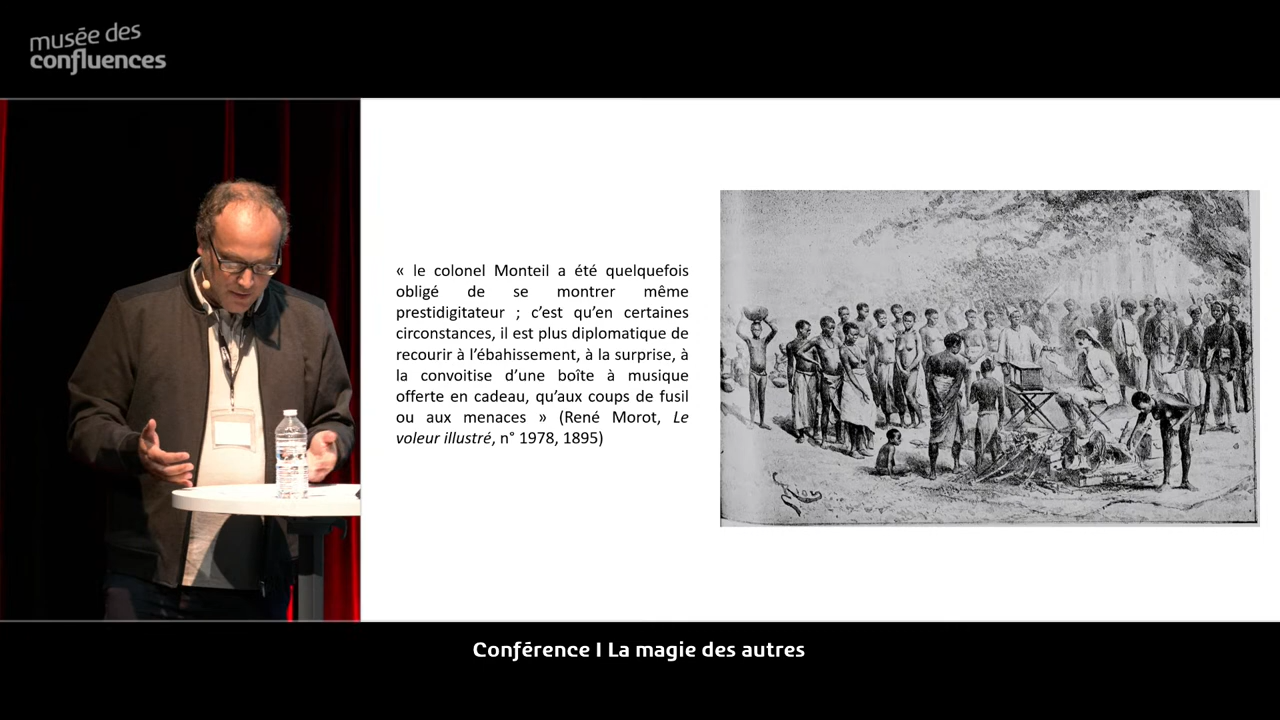 musée des
confluences
« le colonel Monteil a été quelquefois
obligé de se montrer même
prestidigitateur ; c’est qu’en certaines
circonstances, il est plus diplomatique de
recourir à l’ébahissement, à la surprise, à
la convoitise d’une boîte à musique
offerte en cadeau, qu’aux coups de fusil
ou aux menaces » (René Morot, Le
voleur illustré, n° 1978, 1895)
Conférence I La magie des autres